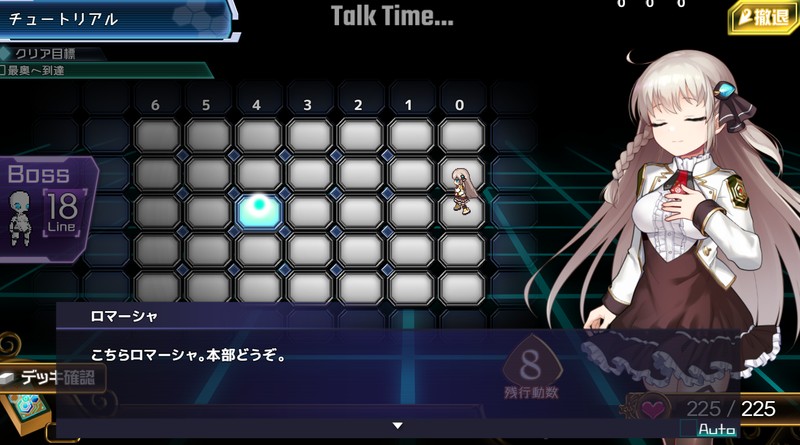 チュートリアル
Talk Time...
0 0 0
撤退
クリア目標
最奥へ到達
6 5 4 3 2 1 0
Boss
18
Line
ロマーシャ
こちらロマーシャ。本部どうぞ。
8
残行動数
デッキ確認
225 / 225
Auto